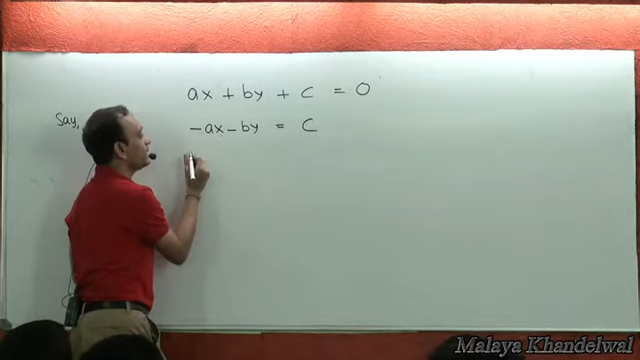 ax + by + c = 0
Say, -ax - by = c
Malaya Khandelwal